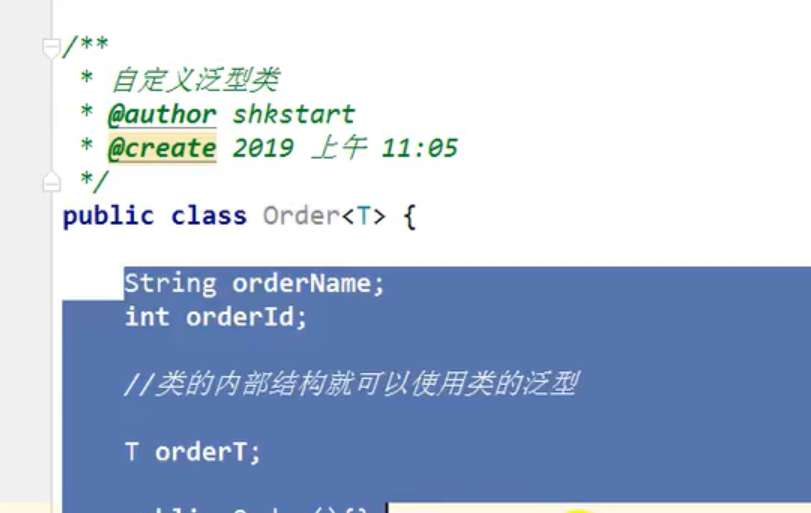 /**
 * 自定义泛型类
 * @author shkstart
 * @create 2019 上午 11:05
 */
public class Order<T> {
String orderName;
int orderId;
//类的内部结构就可以使用类的泛型
T orderT;
Order(){}